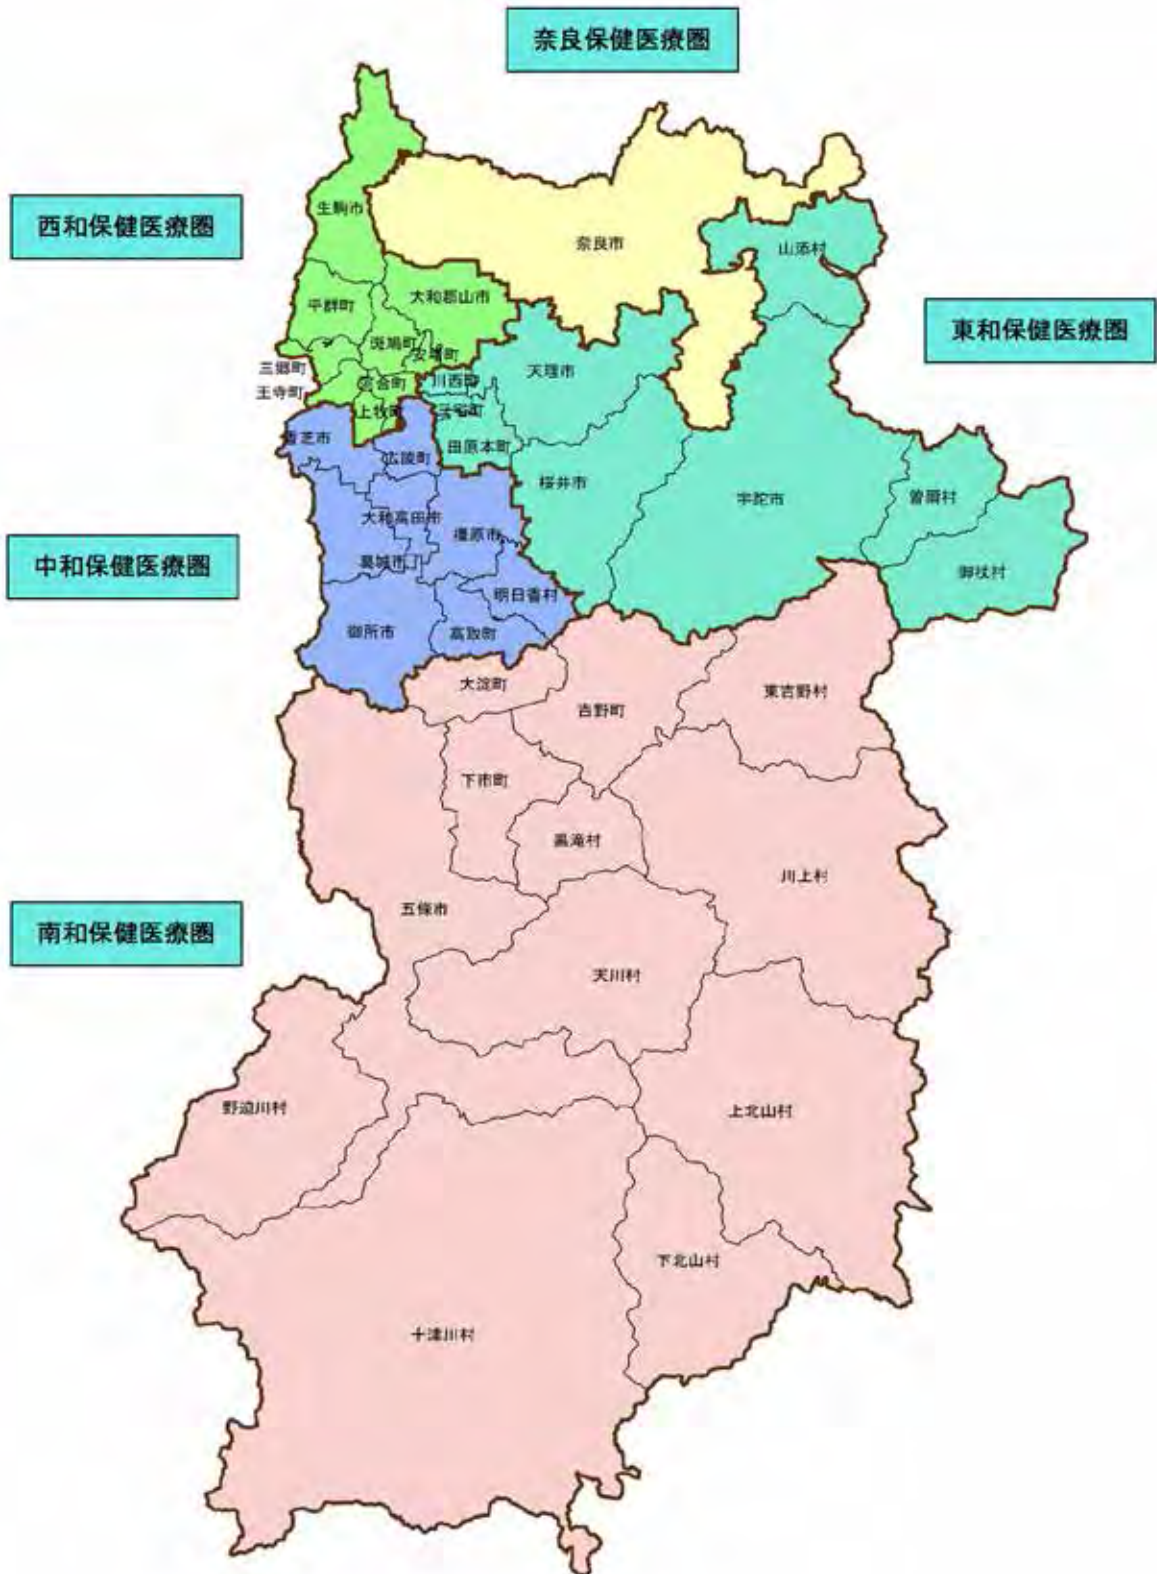 奈良保健医療圏
西和保健医療圏
生駒市
奈良市
山添村
平群町
大和郡山市
東和保健医療圏
斑鳩町
安堵町
三郷町
天理市
王寺町
河合町
川西町
上牧町
三宅町
香芝市
広陵町
田原本町
桜井市
宇陀市
曽爾村
大和高田市
橿原市
中和保健医療圏
葛城市
御杖村
明日香村
御所市
高取町
大淀町
東吉野村
吉野町
下市町
黒滝村
川上村
五條市
南和保健医療圏
天川村
野迫川村
上北山村
下北山村
十津川村